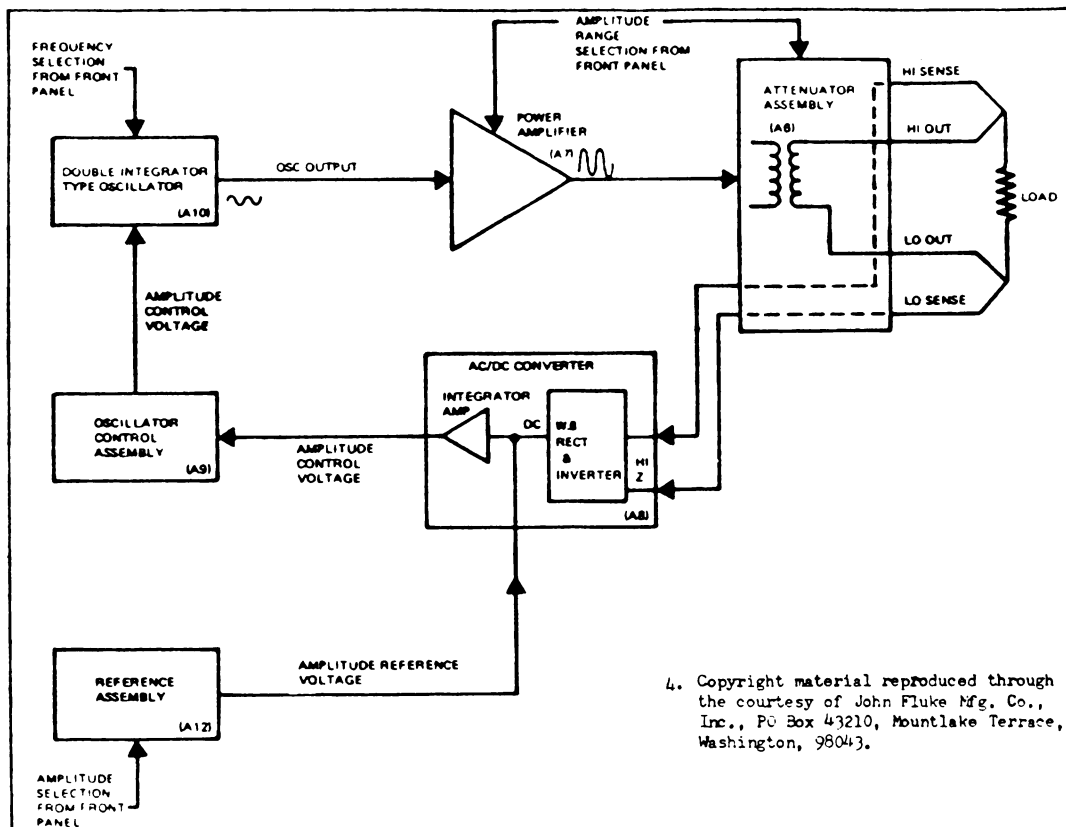 FREQUENCY
SELECTION
FROM FRONT
PANEL
AMPLITUDE
RANGE
SELECTION FROM
FRONT PANEL
DOUBLE INTEGRATOR
TYPE OSCILLATOR
(A10)
OSC OUTPUT
POWER
AMPLIFIER
(A7)
ATTENUATOR
ASSEMBLY
(A6)
HI SENSE
HI OUT
LOAD
LO OUT
LO SENSE
AMPLITUDE
CONTROL
VOLTAGE
OSCILLATOR
CONTROL
ASSEMBLY
(A9)
AMPLITUDE
CONTROL
VOLTAGE
AC/DC CONVERTER
INTEGRATOR
AMP
DC
W.B
RECT
&
INVERTER
HI
Z
(A8)
REFERENCE
ASSEMBLY
(A12)
AMPLITUDE REFERENCE
VOLTAGE
AMPLITUDE
SELECTION
FROM FRONT
PANEL
4. Copyright material reproduced through
the courtesy of John Fluke Mfg. Co.,
Inc., PO Box 43210, Mountlake Terrace,
Washington, 98043.